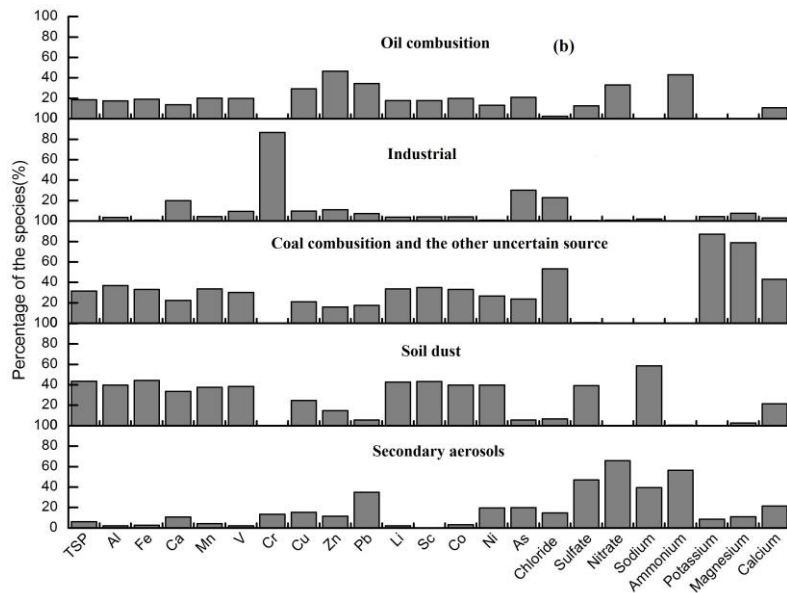 100
80
60
40
20
Oil combusition (b)
100
80
60
40
20
Industrial
100
80
60
40
20
Coal combusition and the other uncertain source
100
80
60
40
20
Soil dust
100
80
60
40
20
0
Secondary aerosols
Percentage of the species(%)
TSP
Al
Fe
Ca
Mn
V
Cr
Cu
Zn
Pb
Li
Sc
Co
Ni
As
Chloride
Sulfate
Nitrate
Sodium
Ammonium
Potassium
Magnesium
Calcium